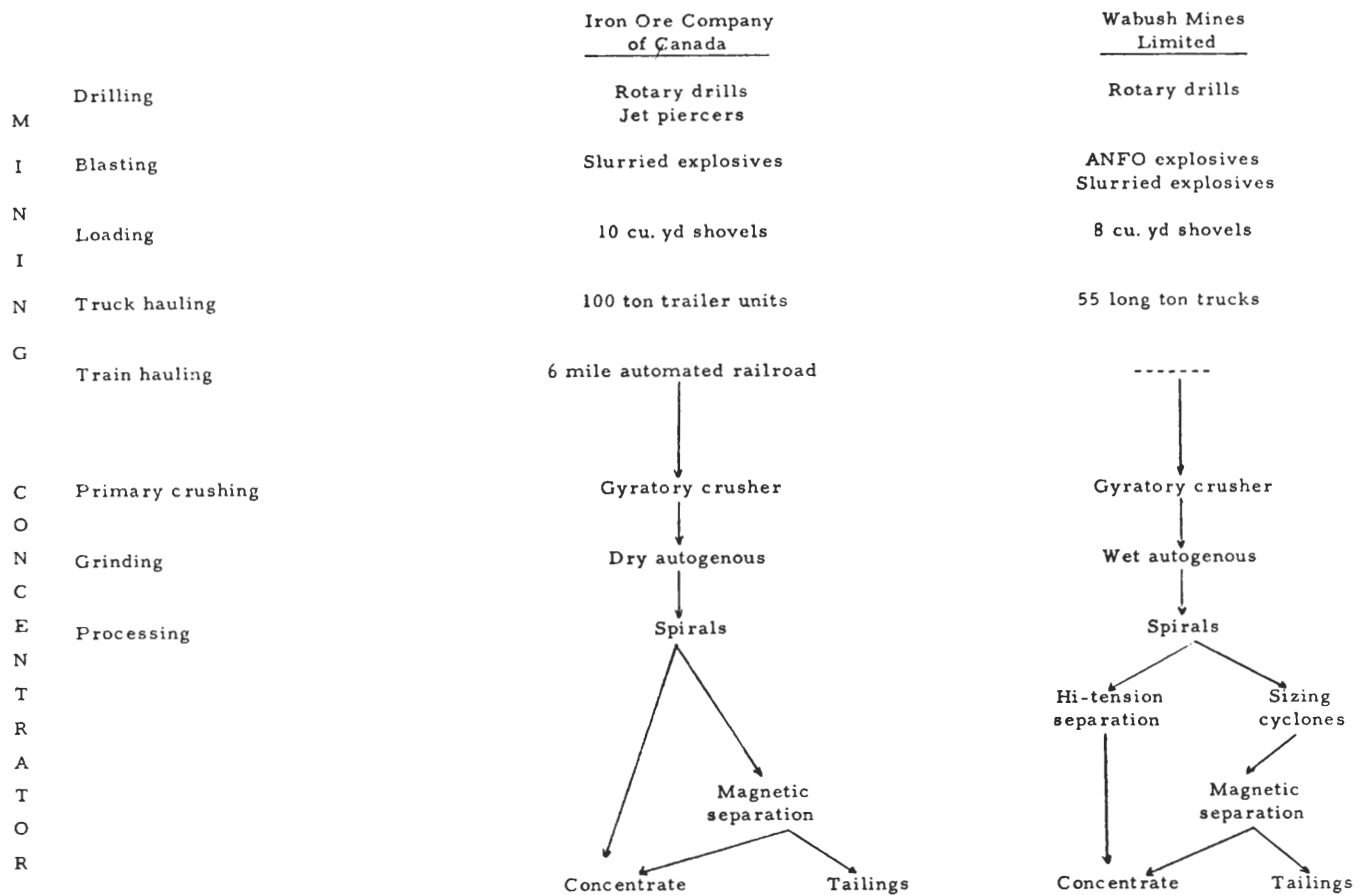 Iron Ore Company
of Canada
Wabush Mines
Limited
MINING
Drilling
Rotary drills
Jet piercers
Rotary drills
Blasting
Slurried explosives
ANFO explosives
Slurried explosives
Loading
10 cu. yd shovels
8 cu. yd shovels
Truck hauling
100 ton trailer units
55 long ton trucks
Train hauling
6 mile automated railroad
-------
CONCENTRATOR
Primary crushing
Gyratory crusher
Gyratory crusher
Grinding
Dry autogenous
Wet autogenous
Processing
Spirals
Spirals
Hi-tension
separation
Sizing
cyclones
Magnetic
separation
Magnetic
separation
Concentrate
Tailings
Concentrate
Tailings